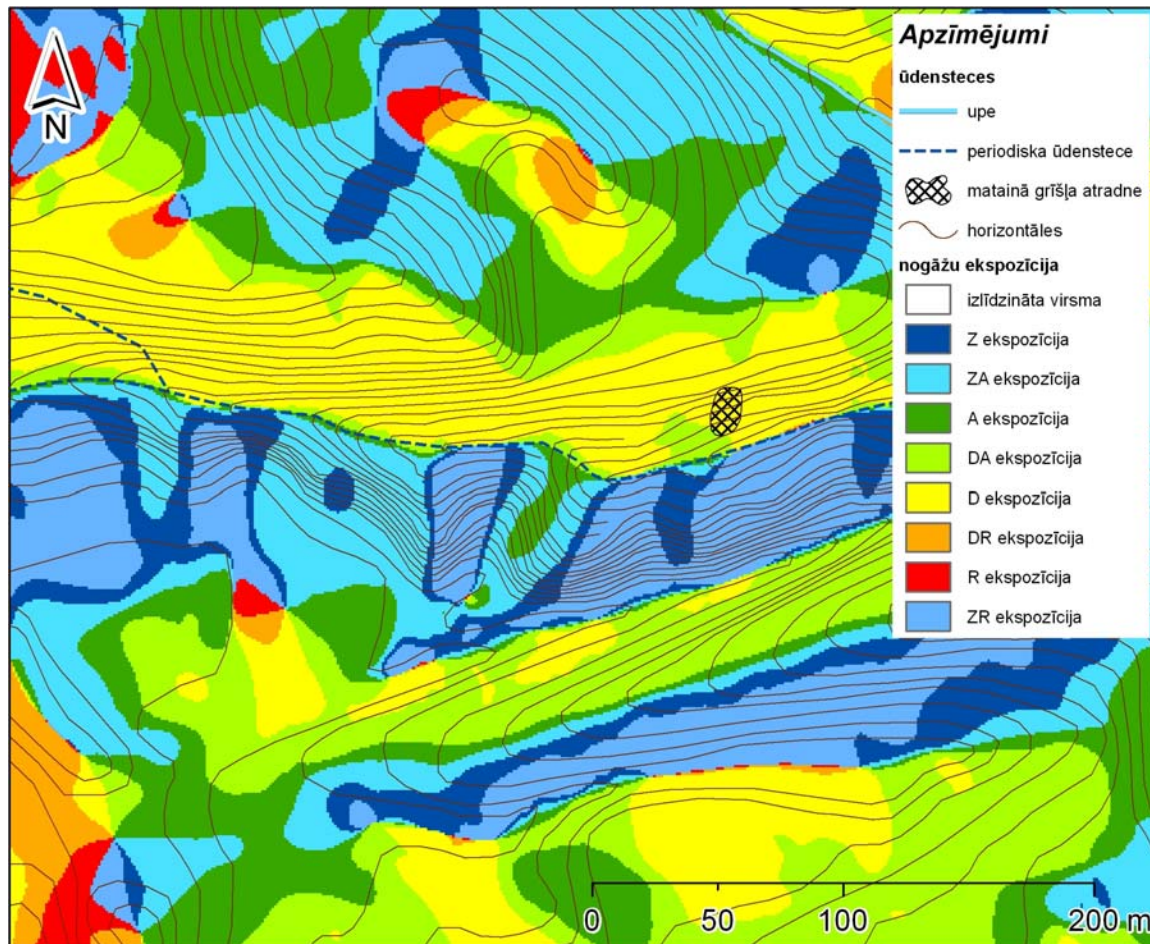 N
Apzīmējumi
ūdensteces
upe
periodiska ūdenstece
matainā grīšļa atradne
horizontāles
nogāžu ekspozīcija
izlīdzināta virsma
Z ekspozīcija
ZA ekspozīcija
A ekspozīcija
DA ekspozīcija
D ekspozīcija
DR ekspozīcija
R ekspozīcija
ZR ekspozīcija
0 50 100 200 m